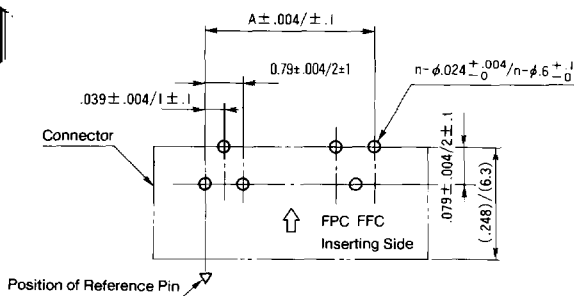 A±.004/±.1
0.79±.004/2±1
n-φ.024 +.004 -0 /n-φ.6 +.1 -0
.039±.004/1±.1
Connector
.079±.004/2±.1
(.248)/(6.3)
FPC FFC
Inserting Side
Position of Reference Pin